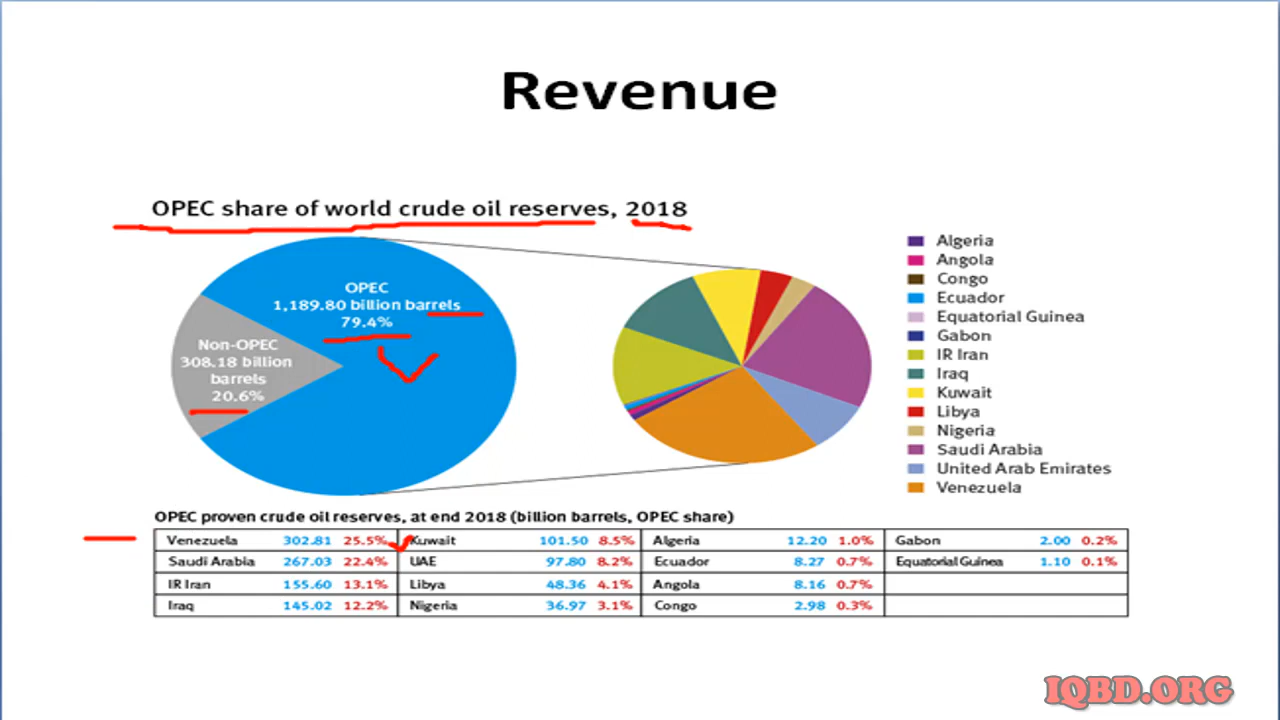 Revenue
OPEC share of world crude oil reserves, 2018
OPEC
1,189.80 billion barrels
79.4%
Non-OPEC
308.18 billion
barrels
20.6%
Algeria
Angola
Congo
Ecuador
Equatorial Guinea
Gabon
IR Iran
Iraq
Kuwait
Libya
Nigeria
Saudi Arabia
United Arab Emirates
Venezuela
OPEC proven crude oil reserves, at end 2018 (billion barrels, OPEC share)
Venezuela 302.81 25.5% Kuwait 101.50 8.5% Algeria 12.20 1.0% Gabon 2.00 0.2%
Saudi Arabia 267.03 22.4% UAE 97.80 8.2% Ecuador 8.27 0.7% Equatorial Guinea 1.10 0.1%
IR Iran 155.60 13.1% Libya 48.36 4.1% Angola 8.16 0.7%
Iraq 145.02 12.2% Nigeria 36.97 3.1% Congo 2.98 0.3%
IQBD.ORG